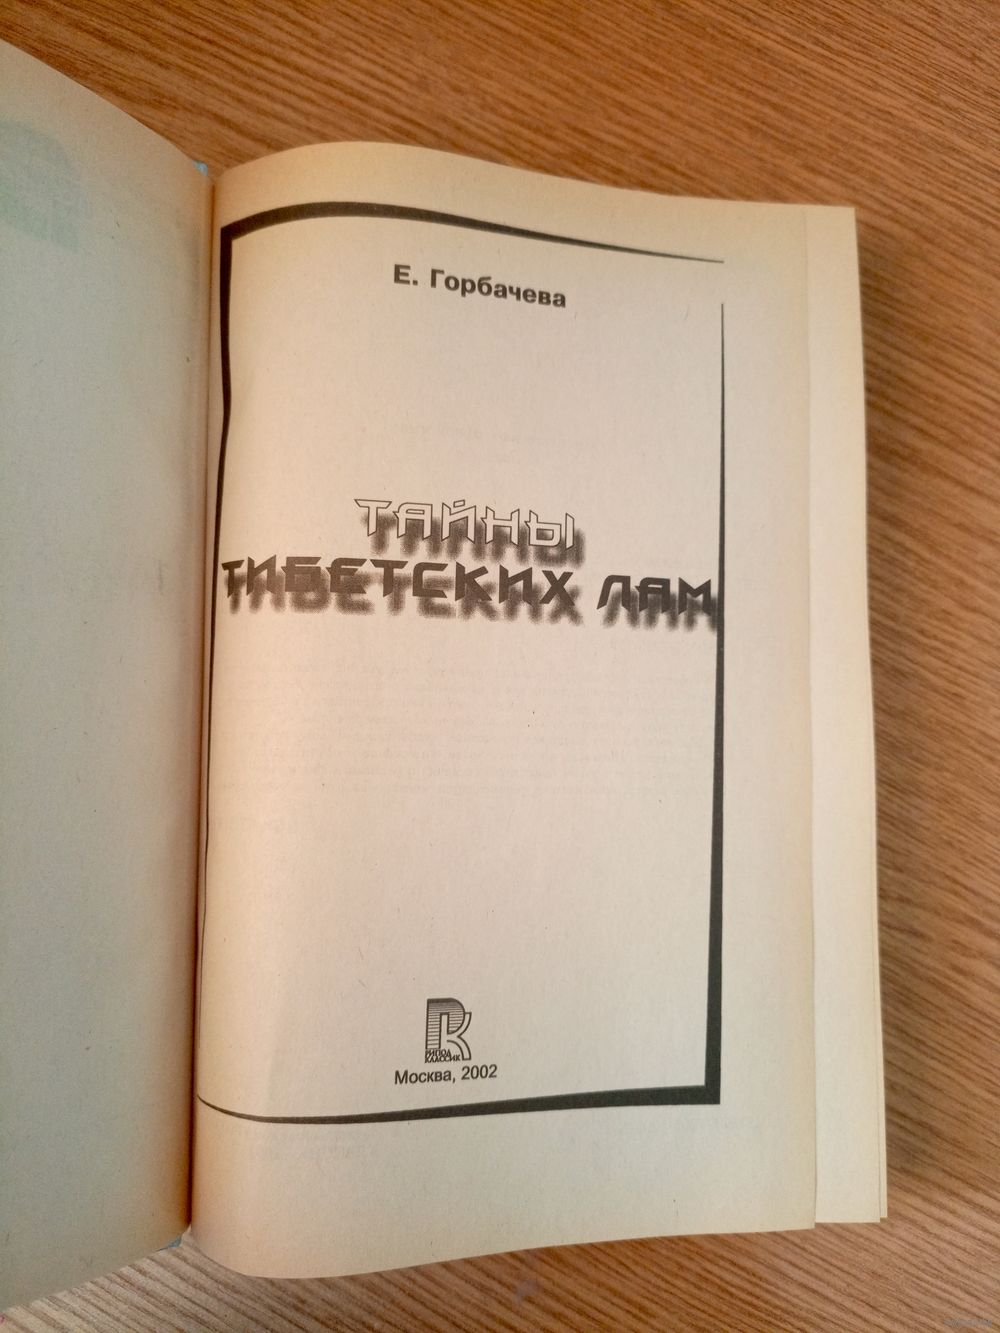 Е. Горбачева
ТАЙНЫ
ТИБЕТСКИХ ЛАМ
РИПОЛ
КЛАССИК
Москва, 2002